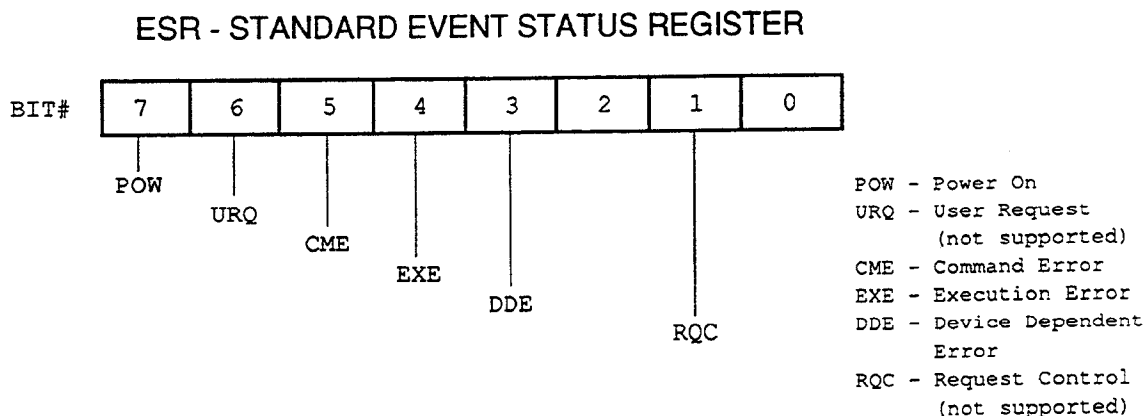 ESR - STANDARD EVENT STATUS REGISTER
BIT# 7 6 5 4 3 2 1 0
POW
URQ
CME
EXE
DDE
RQC
POW - Power On
URQ - User Request
(not supported)
CME - Command Error
EXE - Execution Error
DDE - Device Dependent
Error
RQC - Request Control
(not supported)